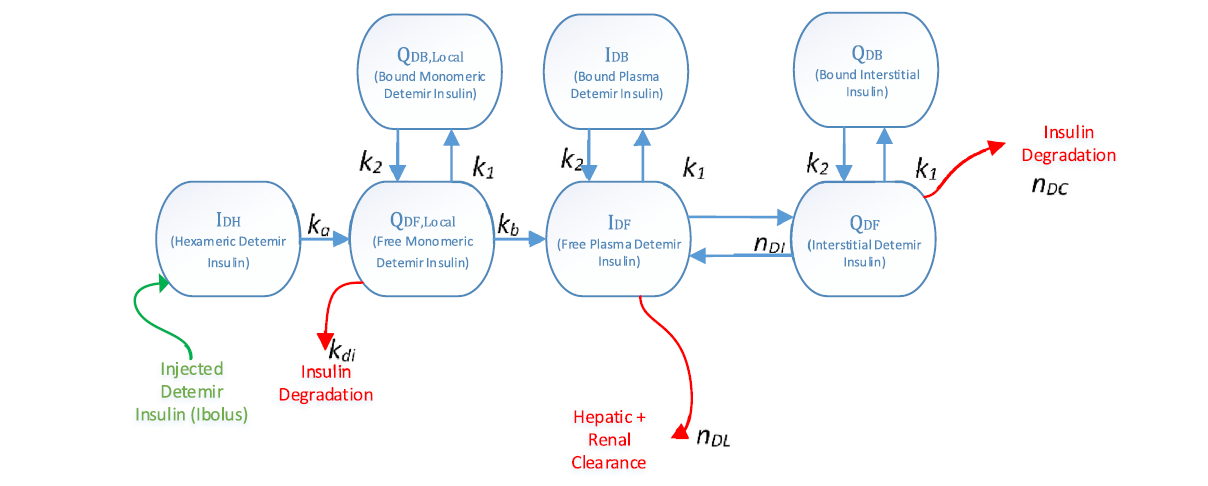 QDB,Local
(Bound Monomeric
Detemir Insulin)
IDB
(Bound Plasma
Detemir Insulin)
QDB
(Bound Interstitial
Insulin)
k2
k1
k2
k1
k2
k1
Insulin
Degradation
nDC
IDH
(Hexameric Detemir
Insulin)
ka
QDF,Local
(Free Monomeric
Detemir Insulin)
kb
IDF
(Free Plasma Detemir
Insulin)
nDI
QDF
(Interstitial Detemir
Insulin)
Injected
Detemir
Insulin (Ibolus)
kdi
Insulin
Degradation
Hepatic +
Renal
Clearance
nDL